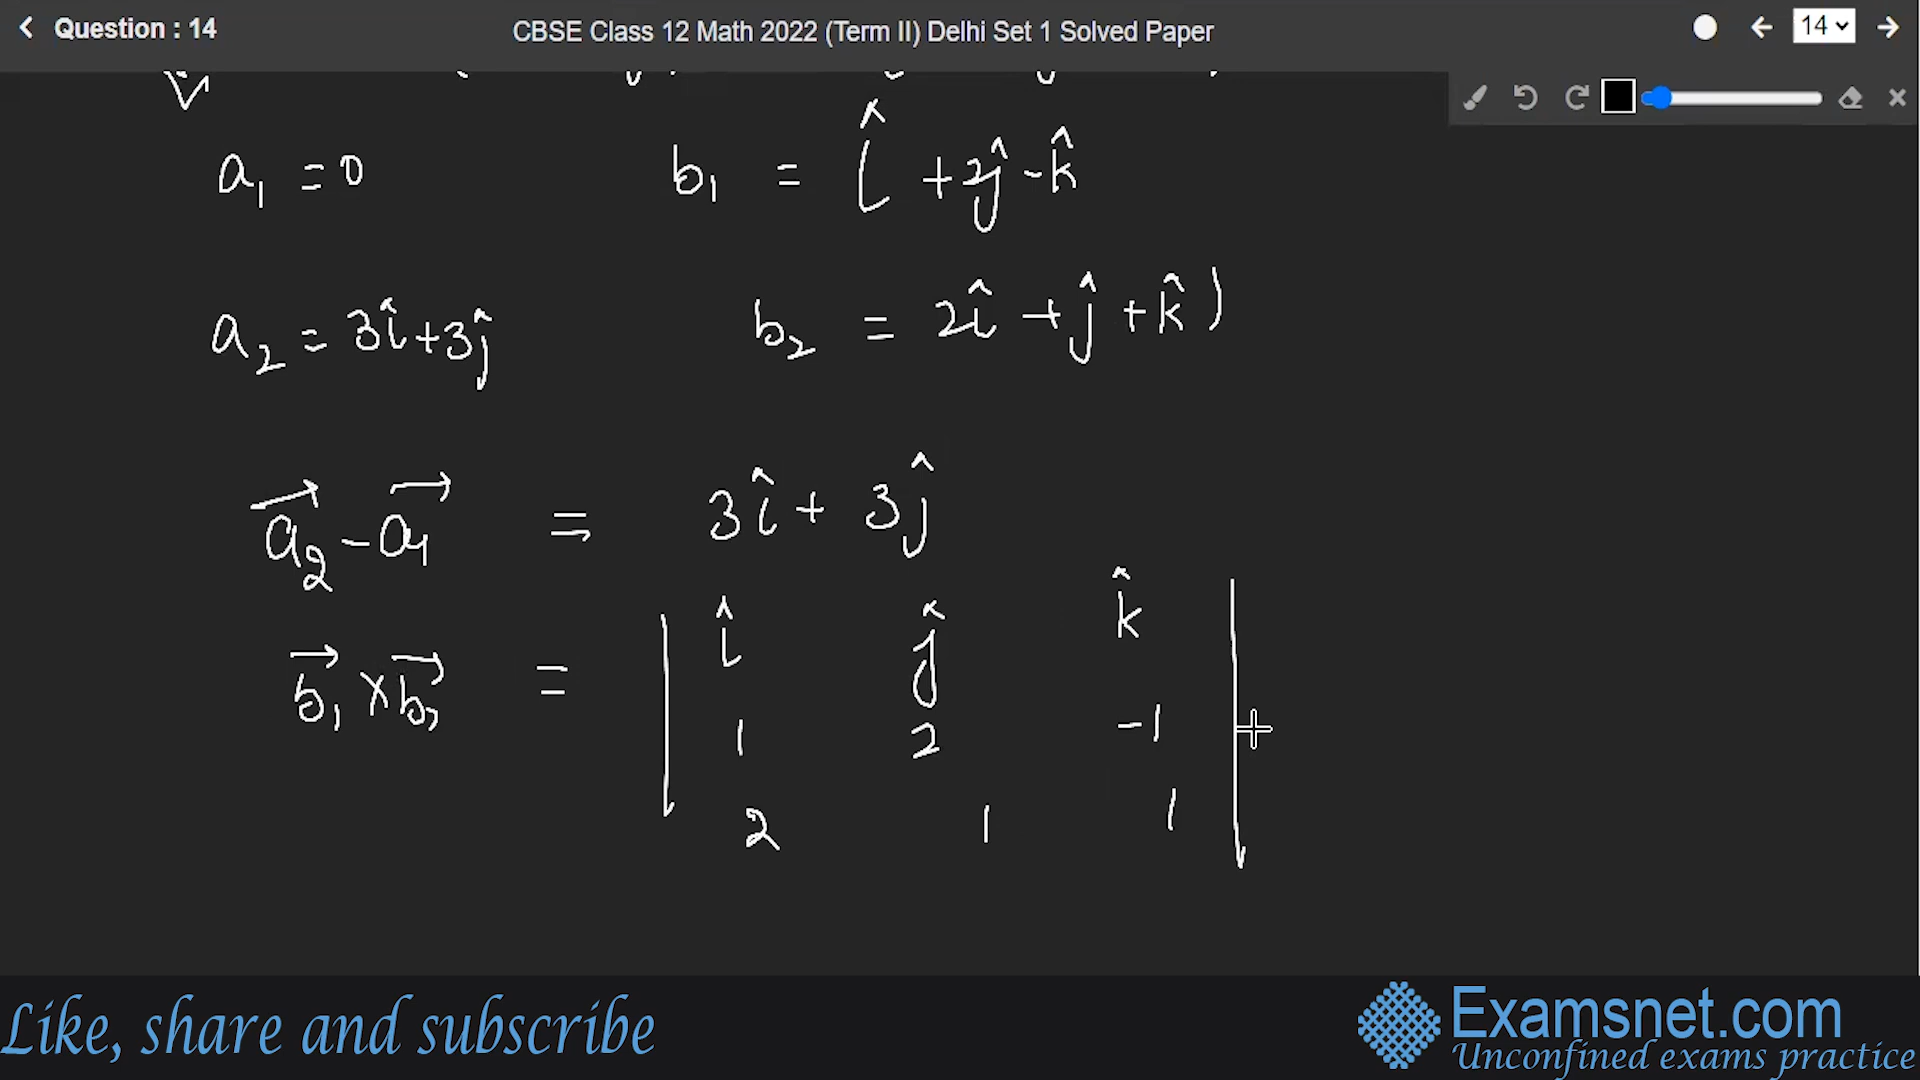 Question : 14
CBSE Class 12 Math 2022 (Term II) Delhi Set 1 Solved Paper
14
a₁ = 0
b₁ = î + 2ĵ - k̂
a₂ = 3î + 3ĵ
b₂ = 2î + ĵ + k̂)
a₂ - a₁ = 3î + 3ĵ
b₁ × b₂ = | î ĵ k̂ |
1 2 -1
2 1 1
Like, share and subscribe
Examsnet.com
Unconfined exams practice